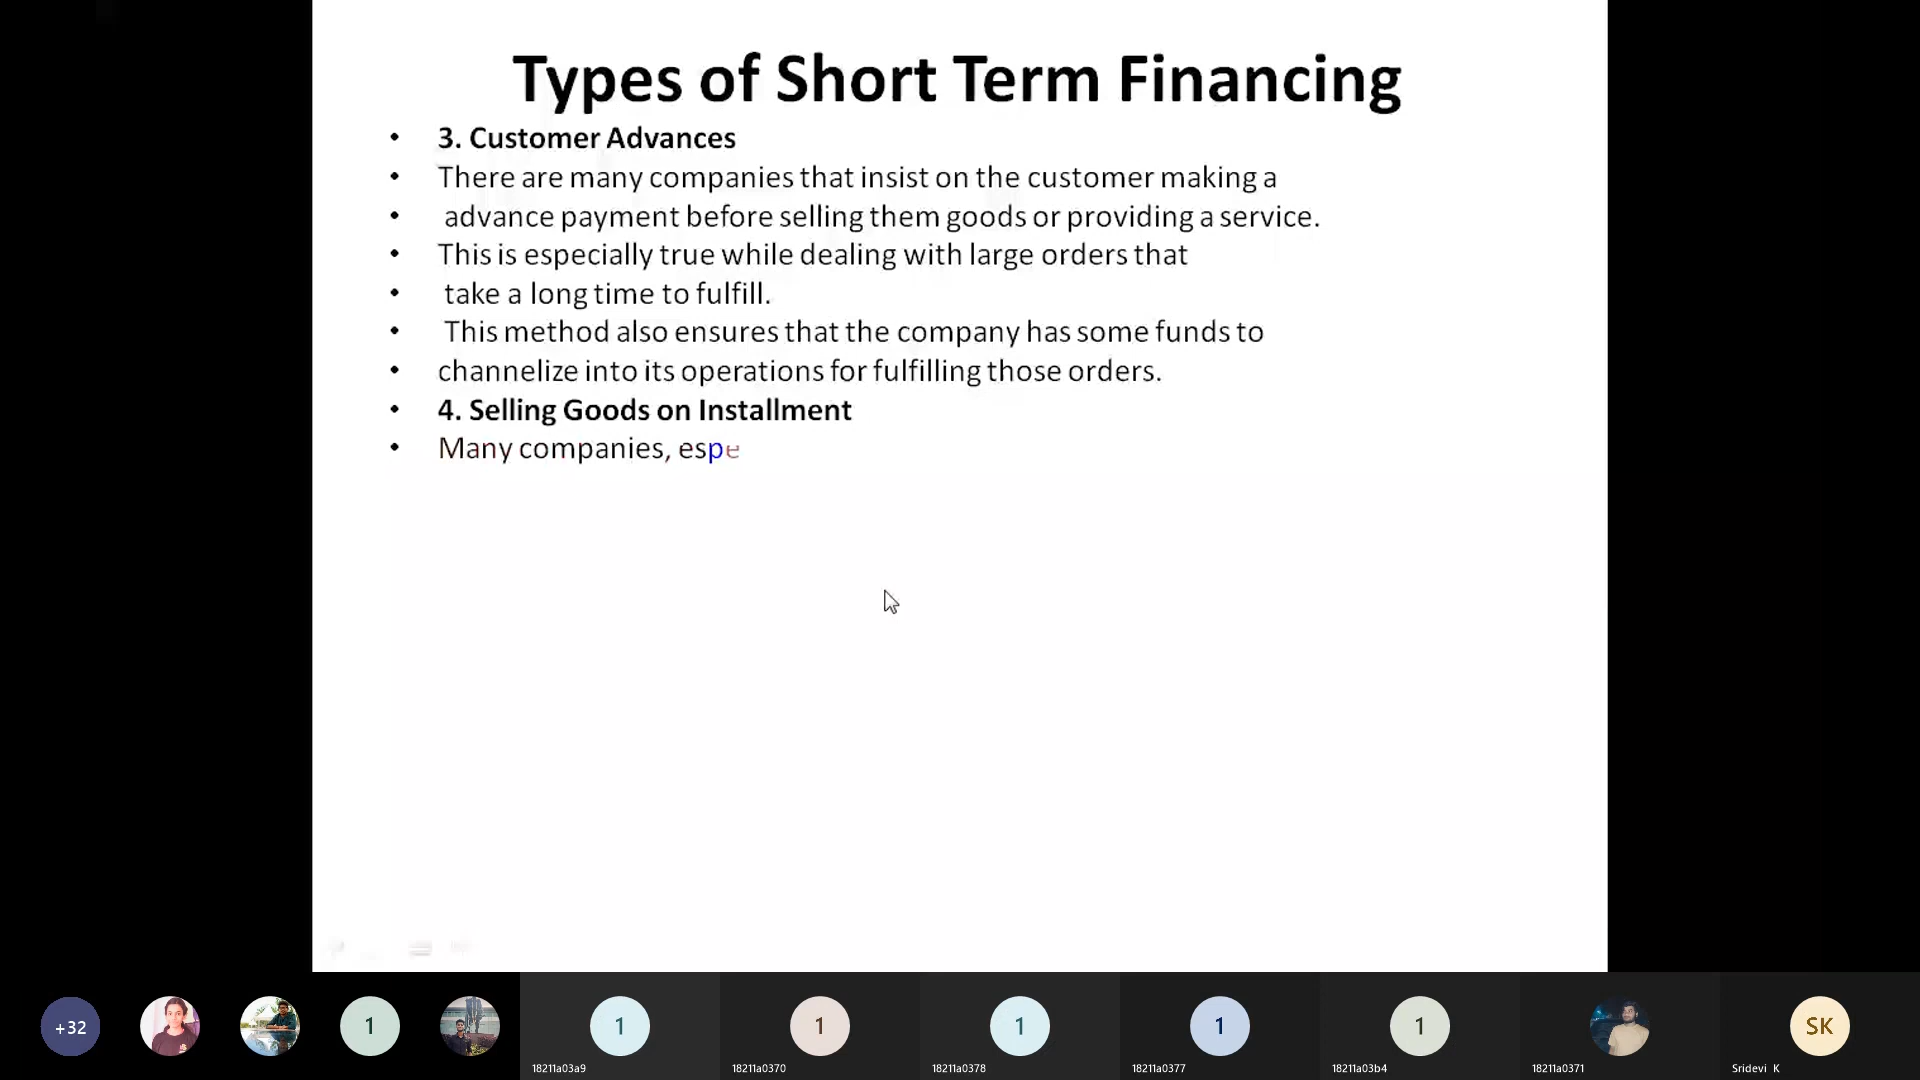 Types of Short Term Financing
• 3. Customer Advances
• There are many companies that insist on the customer making a
• advance payment before selling them goods or providing a service.
• This is especially true while dealing with large orders that
• take a long time to fulfill.
• This method also ensures that the company has some funds to
• channelize into its operations for fulfilling those orders.
• 4. Selling Goods on Installment
• Many companies, espe
+32
1
1
1
1
1
1
SK
18211a03a9
18211a0370
18211a0378
18211a0377
18211a03b4
18211a0371
Sridevi K